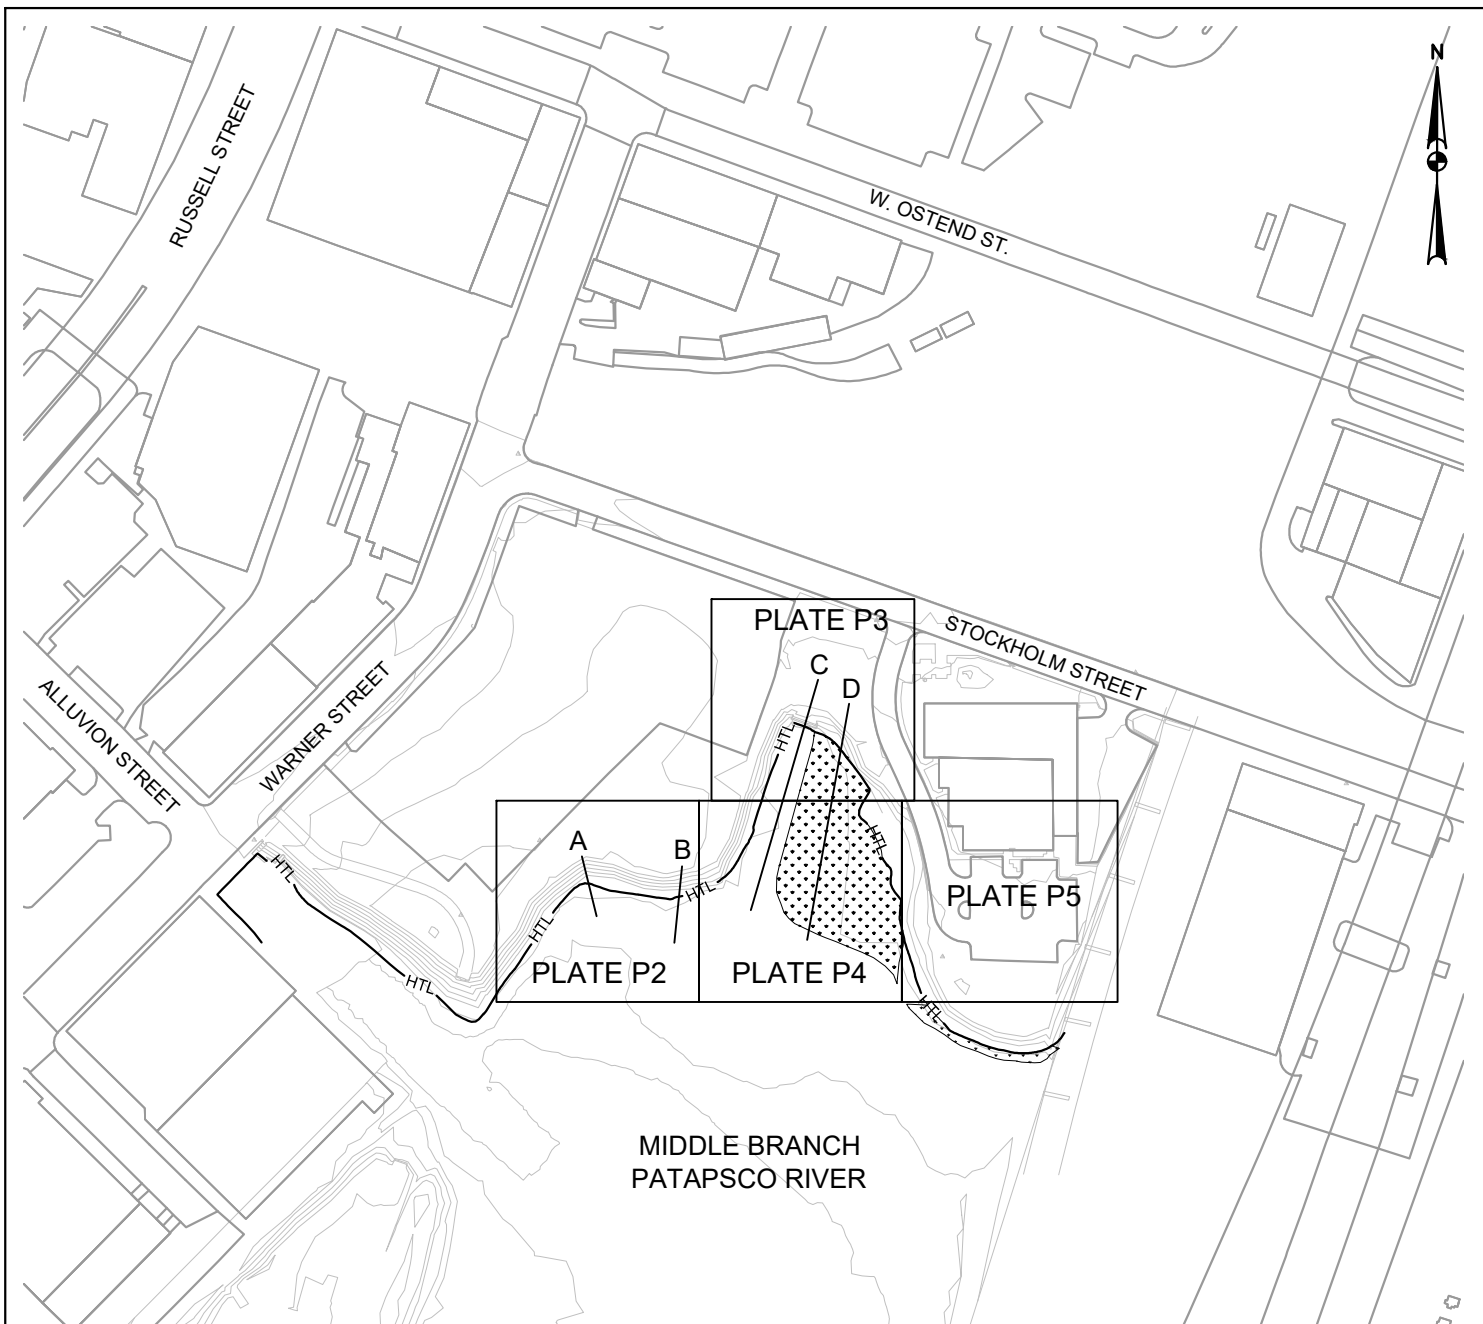 N
RUSSELL STREET
W. OSTEND ST.
PLATE P3
STOCKHOLM STREET
C
D
ALLUVION STREET
WARNER STREET
HTL
A
B
HTL
HTL
HTL
HTL
PLATE P5
HTL
PLATE P2
PLATE P4
HTL
MIDDLE BRANCH
PATAPSCO RIVER